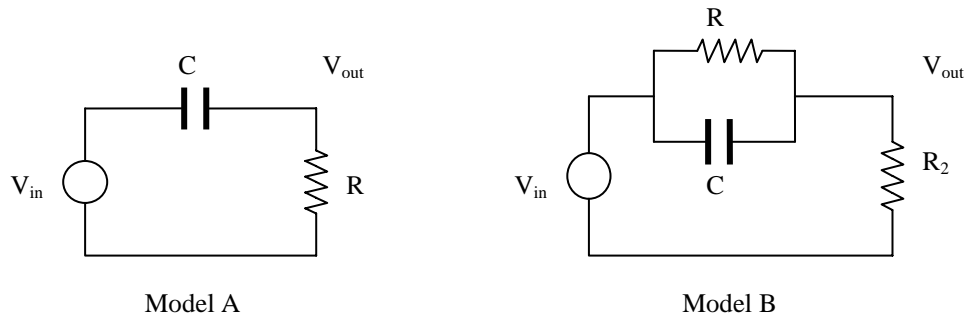 C
V_out
V_in
R
Model A
R
V_out
C
V_in
R_2
Model B